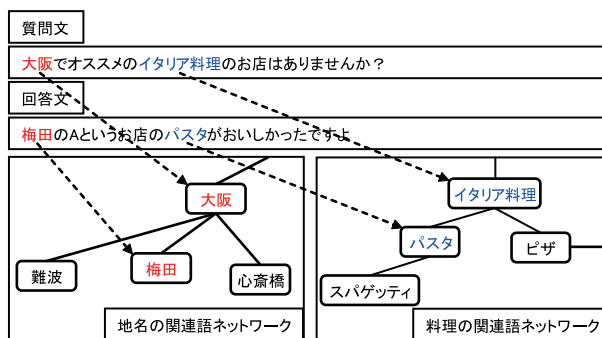 質問文
大阪でオススメのイタリア料理のお店はありませんか？
回答文
梅田のAというお店のパスタがおいしかったですよ
大阪
難波
梅田
心斎橋
地名の関連語ネットワーク
イタリア料理
パスタ
ピザ
スパゲッティ
料理の関連語ネットワーク